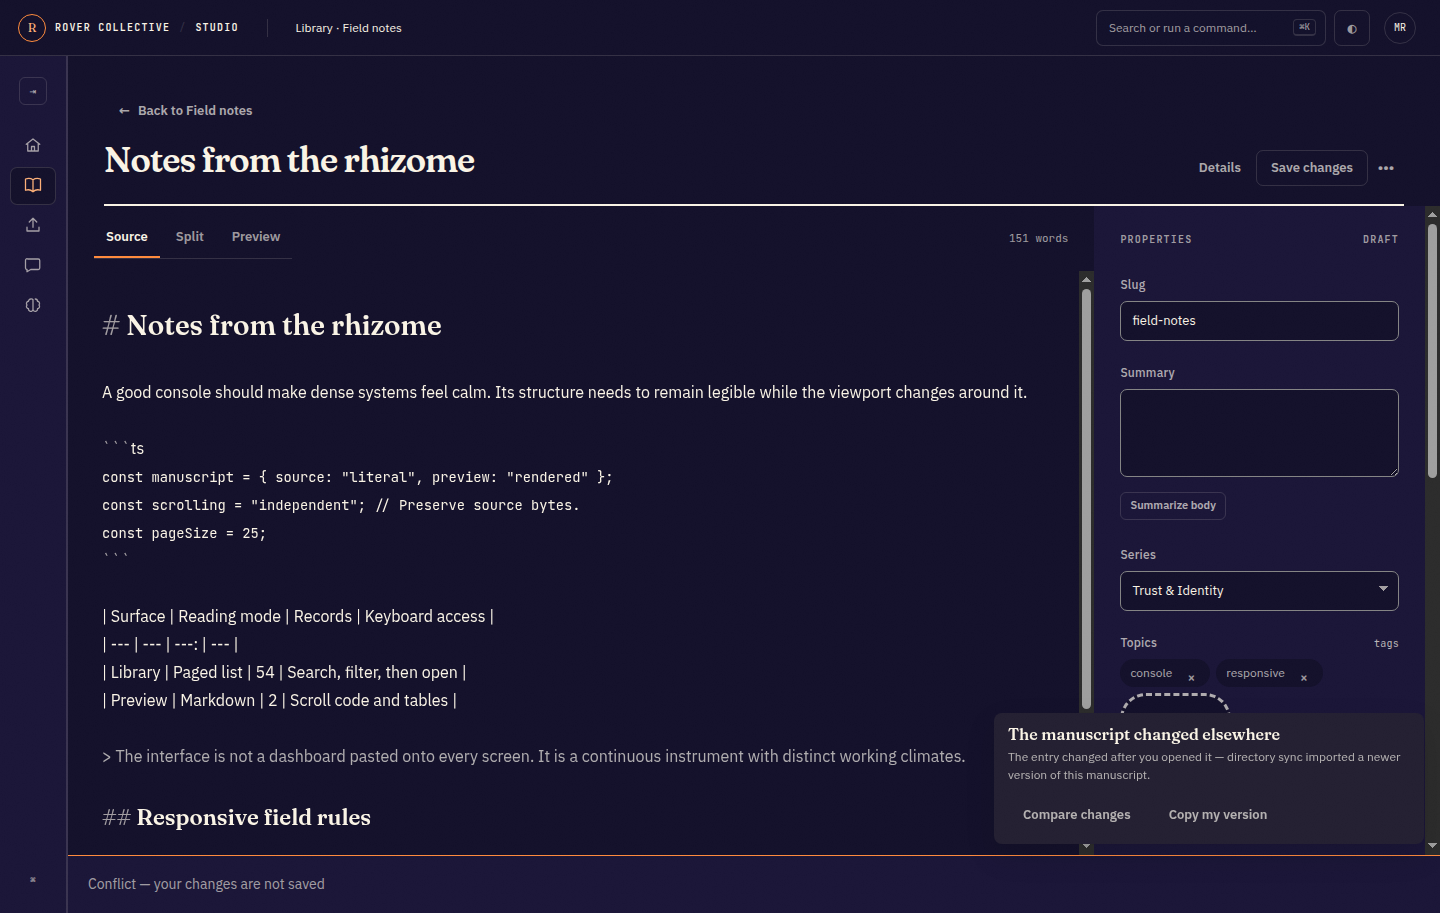 R ROVER COLLECTIVE / STUDIO
Library · Field notes
Search or run a command... ⌘K
MR
← Back to Field notes
Notes from the rhizome
Details
Save changes
•••
Source Split Preview
151 words
# Notes from the rhizome
A good console should make dense systems feel calm. Its structure needs to remain legible while the viewport changes around it.
```ts
const manuscript = { source: "literal", preview: "rendered" };
const scrolling = "independent"; // Preserve source bytes.
const pageSize = 25;
```
| Surface | Reading mode | Records | Keyboard access |
| --- | --- | ---: | --- |
| Library | Paged list | 54 | Search, filter, then open |
| Preview | Markdown | 2 | Scroll code and tables |
> The interface is not a dashboard pasted onto every screen. It is a continuous instrument with distinct working climates.
## Responsive field rules
PROPERTIES DRAFT
Slug
field-notes
Summary
Summarize body
Series
Trust & Identity
Topics tags
console × responsive ×
The manuscript changed elsewhere
The entry changed after you opened it — directory sync imported a newer
version of this manuscript.
Compare changes Copy my version
⌘
Conflict — your changes are not saved